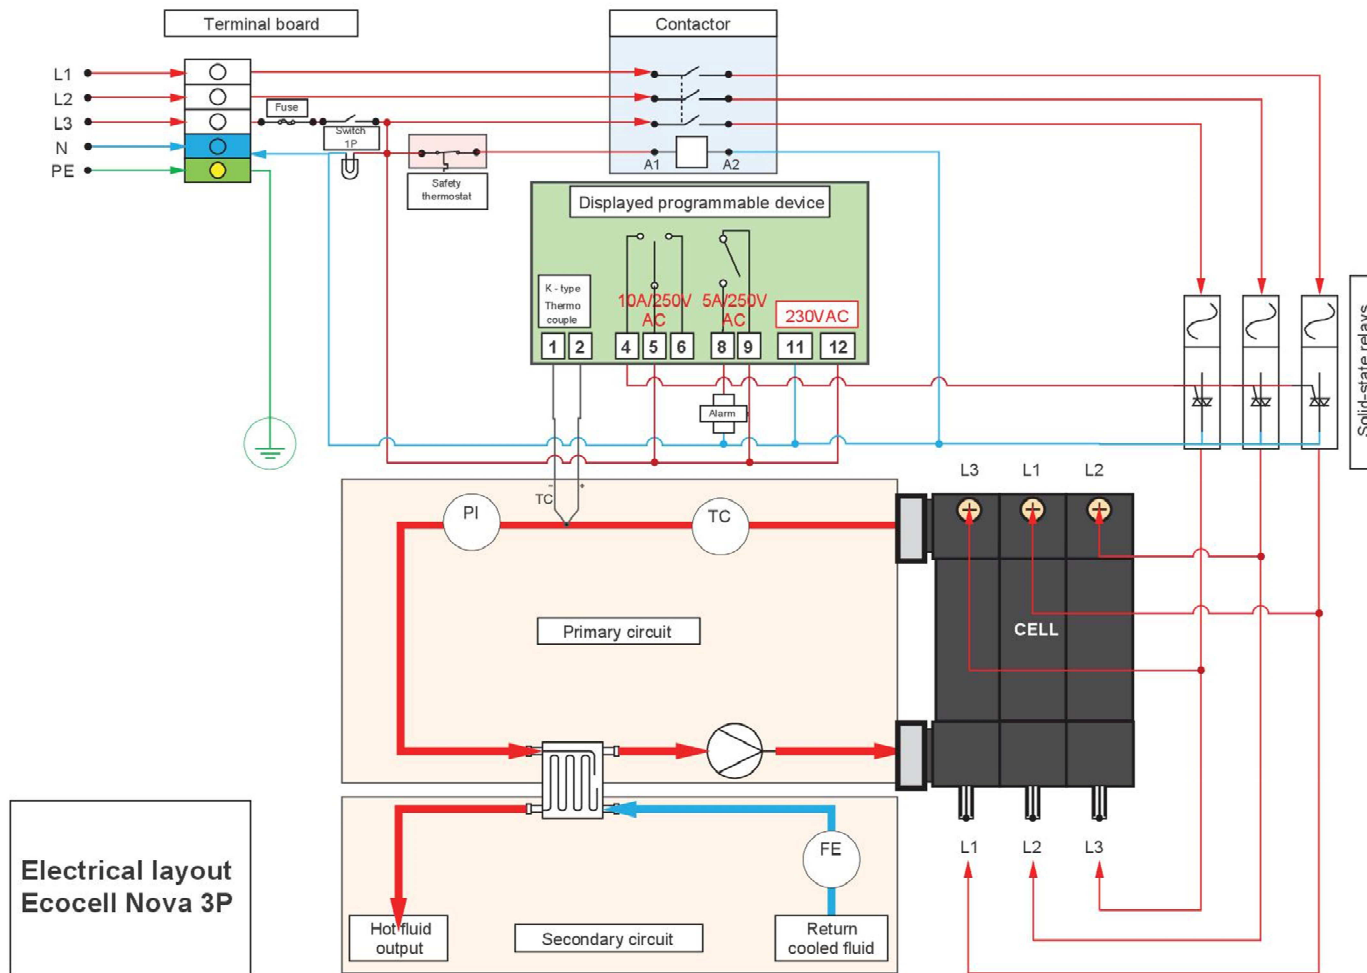 Terminal board
Contactor
L1
L2
L3
N
PE
Fuse
Switch
1P
Safety
thermostat
A1
A2
Displayed programmable device
K - type
Thermo
couple
10A/250V
AC
5A/250V
AC
230VAC
1
2
4
5
6
8
9
11
12
Alarm
Solid-state relays
- +
TC
PI
TC
L3
L1
L2
Primary circuit
CELL
L1
L2
L3
FE
Hot fluid
output
Secondary circuit
Return
cooled fluid
Electrical layout
Ecocell Nova 3P